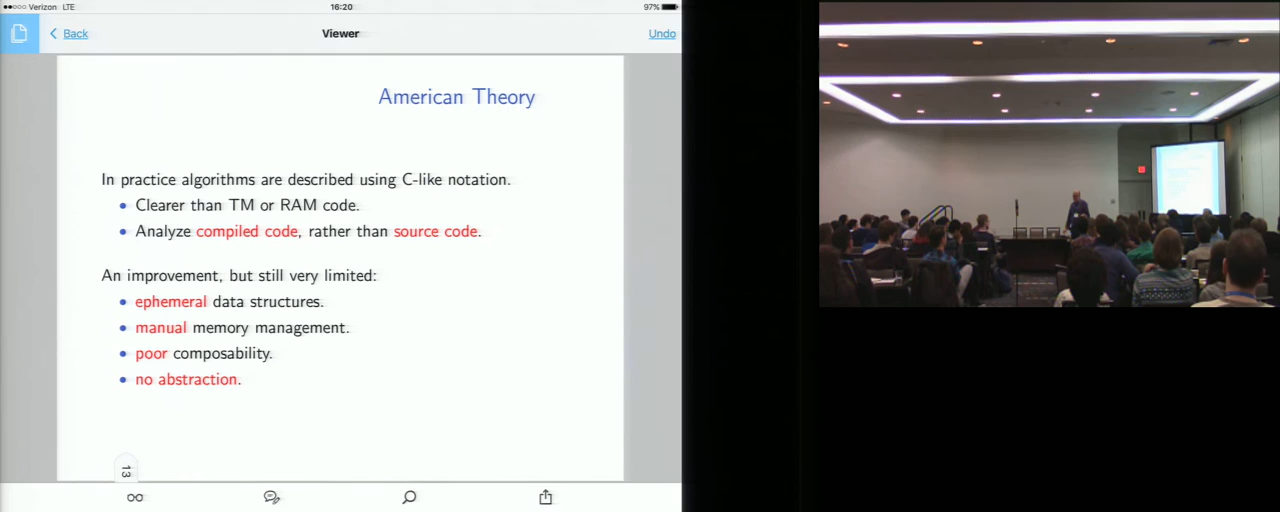 Verizon LTE 16:20 97%
Back Viewer Undo
American Theory
In practice algorithms are described using C-like notation.
• Clearer than TM or RAM code.
• Analyze compiled code, rather than source code.
An improvement, but still very limited:
• ephemeral data structures.
• manual memory management.
• poor composability.
• no abstraction.
13